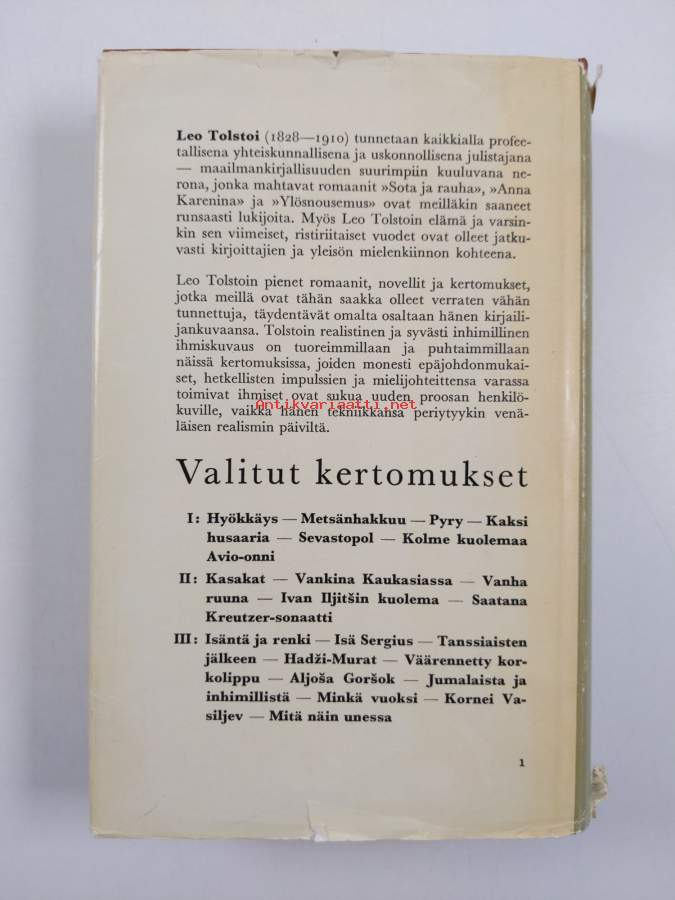 Leo Tolstoi (1828—1910) tunnetaan kaikkialla profee-
tallisena yhteiskunnallisena ja uskonnollisena julistajana
— maailmankirjallisuuden suurimpiin kuuluvana ne-
rona, jonka mahtavat romaanit »Sota ja rauha», »Anna
Karenina» ja »Ylösnousemus» ovat meilläkin saaneet
runsaasti lukijoita. Myös Leo Tolstoin elämä ja varsin-
kin sen viimeiset, ristiriitaiset vuodet ovat olleet jatku-
vasti kirjoittajien ja yleisön mielenkiinnon kohteena.
Leo Tolstoin pienet romaanit, novellit ja kertomukset,
jotka meillä ovat tähän saakka olleet verraten vähän
tunnettuja, täydentävät omalta osaltaan hänen kirjaili-
jankuvaansa. Tolstoin realistinen ja syvästi inhimillinen
ihmiskuvaus on tuoreimmillaan ja puhtaimmillaan
näissä kertomuksissa, joiden monesti epäjohdonmukai-
set, hetkellisten impulssien ja mielijohteittensa varassa
toimivat ihmiset ovat sukua uuden proosan henkilö-
Antikvariaatti.net
kuville, vaikka hänen tekniikkansa periytyykin venä-
läisen realismin päiviltä.
Valitut kertomukset
I: Hyökkäys — Metsänhakkuu — Pyry — Kaksi
husaaria — Sevastopol — Kolme kuolemaa
Avio-onni
II: Kasakat — Vankina Kaukasiassa — Vanha
ruuna — Ivan Iljitšin kuolema — Saatana
Kreutzer-sonaatti
III: Isäntä ja renki — Isä Sergius — Tanssiaisten
jälkeen — Hadži-Murat — Väärennetty kor-
kolippu — Aljoša Goršok — Jumalaista ja
inhimillistä — Minkä vuoksi — Kornei Va-
siljev — Mitä näin unessa
1